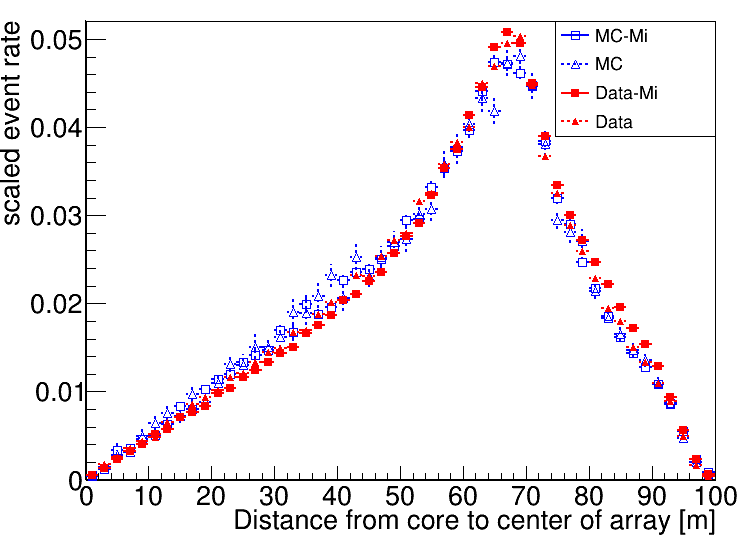 scaled event rate
0.05
0.04
0.03
0.02
0.01
0
MC-Mi
MC
Data-Mi
Data
0 10 20 30 40 50 60 70 80 90 100
Distance from core to center of array [m]